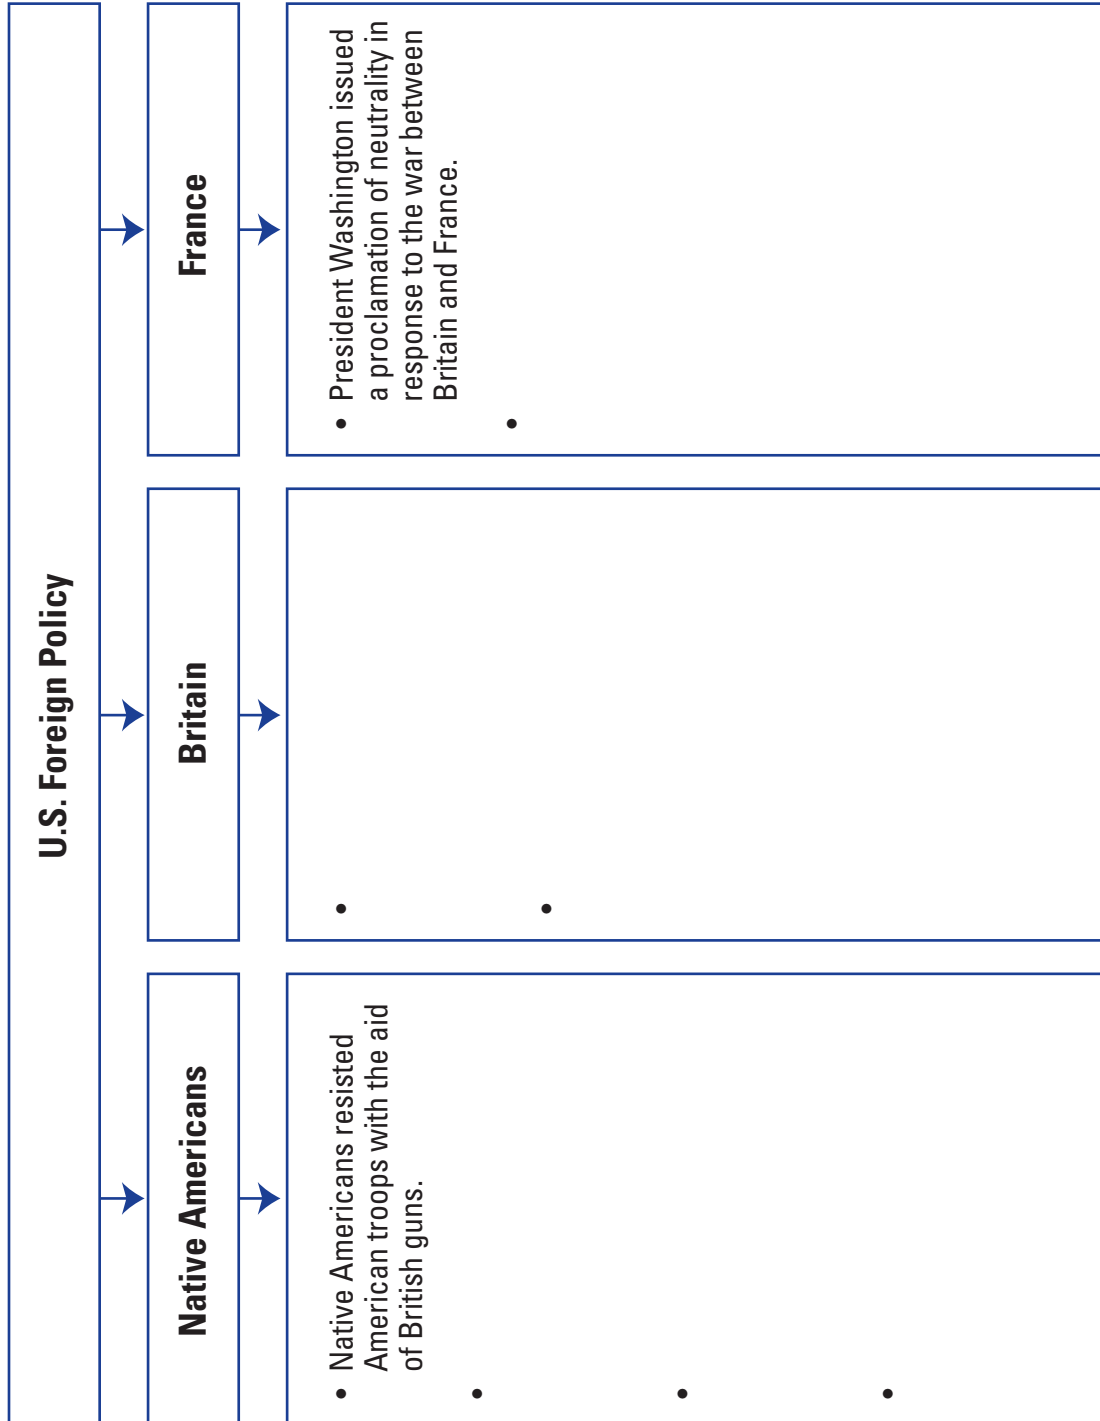 U.S. Foreign Policy
Native Americans
• Native Americans resisted
American troops with the aid
of British guns.
•
•
•
Britain
•
•
France
• President Washington issued
a proclamation of neutrality in
response to the war between
Britain and France.
•